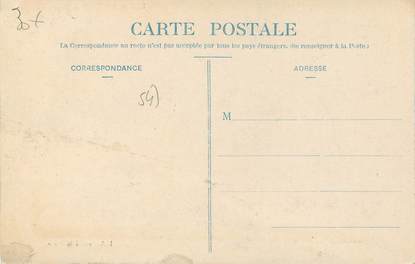 CARTE POSTALE
La Correspondance au recto n'est pas acceptée par tous les pays étrangers. (Se renseigner à la Poste.)
CORRESPONDANCE
ADRESSE
54)
M